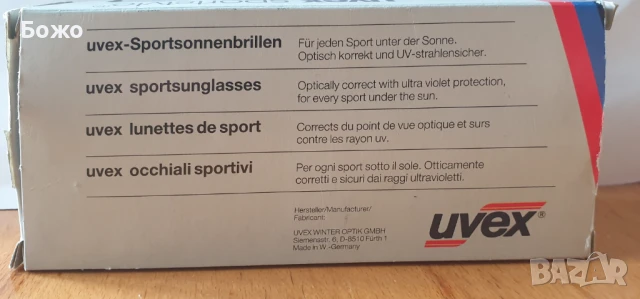 Божо
uvex
uvex-Sportsonnenbrillen
Für jeden Sport unter der Sonne.
Optisch korrekt und UV-strahlensicher.
uvex sportsunglasses
Optically correct with ultra violet protection,
for every sport under the sun.
uvex lunettes de sport
Corrects du point de vue optique et surs
contre les rayon uv.
uvex occhiali sportivi
Per ogni sport sotto il sole. Otticamente
corretti e sicuri dai raggi ultravioletti.
Hersteller/Manufacturer/
Fabricant:
UVEX WINTER OPTIK GMBH
Siemensstr. 6, D-8510 Fürth 1
Made in W.-Germany
uvex®
bazar.bg